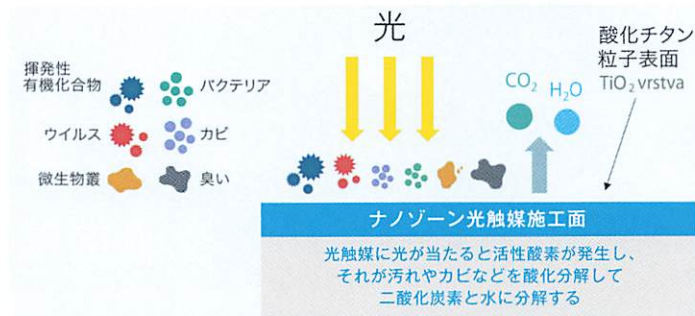 光
酸化チタン
粒子表面
TiO₂ vrstva
CO₂
H₂O
揮発性
有機化合物
バクテリア
ウイルス
カビ
微生物叢
臭い
ナノゾーン光触媒施工面
光触媒に光が当たると活性酸素が発生し、
それが汚れやカビなどを酸化分解して
二酸化炭素と水に分解する